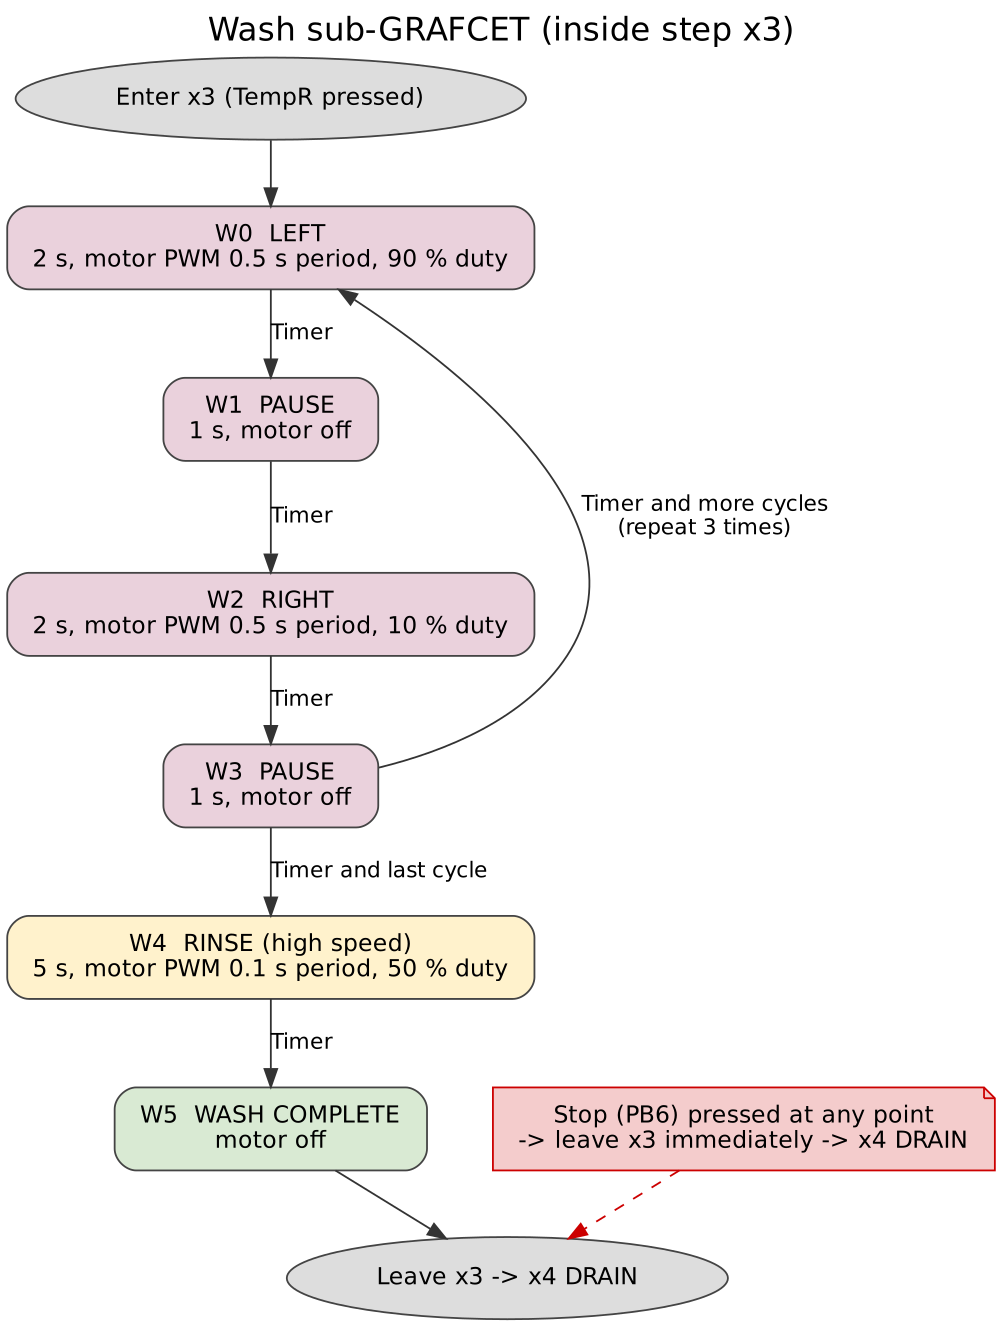 Wash sub-GRAFCET (inside step x3)
Enter x3 (TempR pressed)
W0  LEFT
2 s, motor PWM 0.5 s period, 90 % duty
Timer
W1  PAUSE
1 s, motor off
Timer and more cycles
(repeat 3 times)
Timer
W2  RIGHT
2 s, motor PWM 0.5 s period, 10 % duty
Timer
W3  PAUSE
1 s, motor off
Timer and last cycle
W4  RINSE (high speed)
5 s, motor PWM 0.1 s period, 50 % duty
Timer
W5  WASH COMPLETE
motor off
Stop (PB6) pressed at any point
-> leave x3 immediately -> x4 DRAIN
Leave x3 -> x4 DRAIN